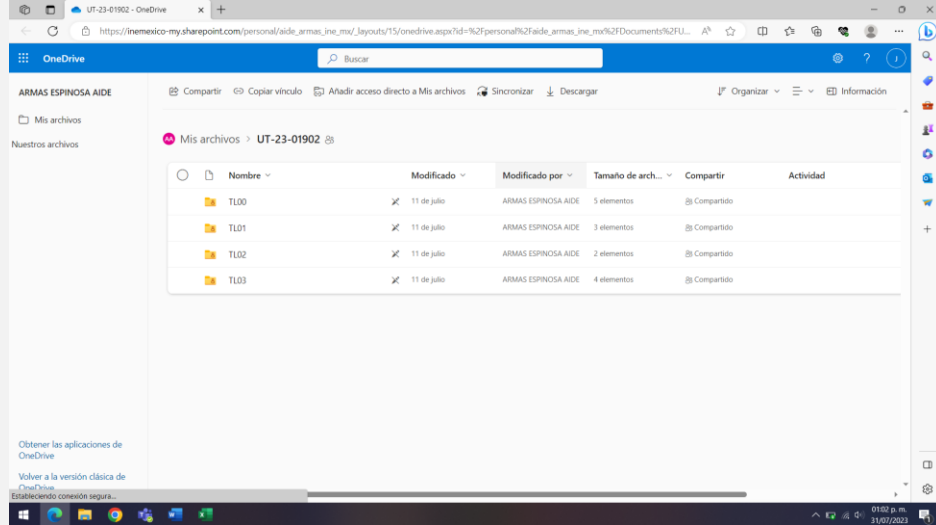 UT-23-01902 - OneDrive
https://inemexico-my.sharepoint.com/personal/aide_armas_ine_mx/_layouts/15/onedrive.aspx?id=%2Fpersonal%2Faide_armas_ine_mx%2FDocuments%2FU...
OneDrive
Buscar
J
ARMAS ESPINOSA AIDE
Mis archivos
Nuestros archivos
Compartir Copiar vínculo Añadir acceso directo a Mis archivos Sincronizar Descargar Organizar Información
AA Mis archivos > UT-23-01902
Nombre Modificado Modificado por Tamaño de arch... Compartir Actividad
TL00 11 de julio ARMAS ESPINOSA AIDE 5 elementos Compartido
TL01 11 de julio ARMAS ESPINOSA AIDE 3 elementos Compartido
TL02 11 de julio ARMAS ESPINOSA AIDE 2 elementos Compartido
TL03 11 de julio ARMAS ESPINOSA AIDE 4 elementos Compartido
Obtener las aplicaciones de
OneDrive
Volver a la versión clásica de
OneDrive
Estableciendo conexión segura...
01:02 p. m.
31/07/2023